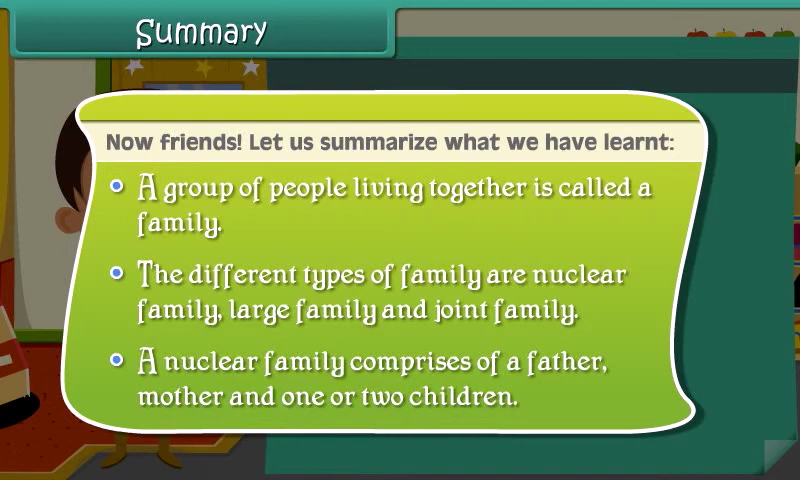 Summary
Now friends! Let us summarize what we have learnt:
A group of people living together is called a
family.
The different types of family are nuclear
family, large family and joint family.
A nuclear family comprises of a father,
mother and one or two children.